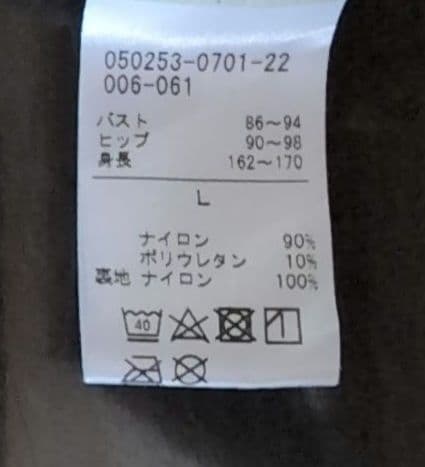 050253-0701-22
006-061
バスト 86～94
ヒップ 90～98
身長 162～170
L
ナイロン 90%
ポリウレタン 10%
裏地 ナイロン 100%
40